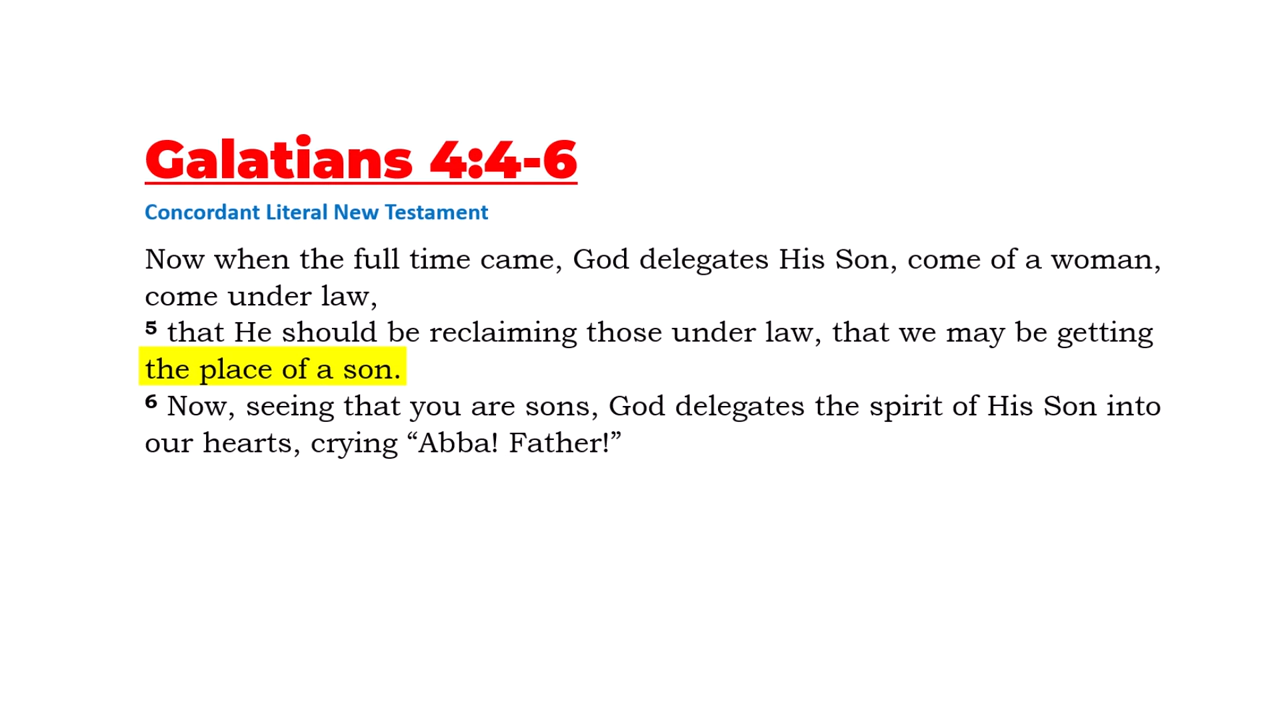 Galatians 4:4-6
Concordant Literal New Testament
Now when the full time came, God delegates His Son, come of a woman,
come under law,
5 that He should be reclaiming those under law, that we may be getting
the place of a son.
6 Now, seeing that you are sons, God delegates the spirit of His Son into
our hearts, crying “Abba! Father!”